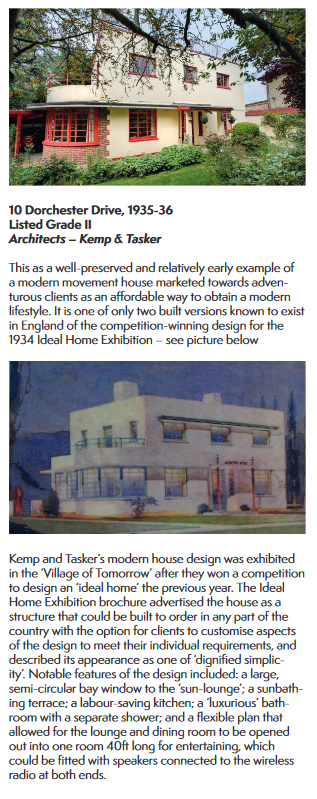 10 Dorchester Drive, 1935-36
Listed Grade II
Architects – Kemp & Tasker
This as a well-preserved and relatively early example of
a modern movement house marketed towards adven-
turous clients as an affordable way to obtain a modern
lifestyle. It is one of only two built versions known to exist
in England of the competition-winning design for the
1934 Ideal Home Exhibition – see picture below
Kemp and Tasker’s modern house design was exhibited
in the ‘Village of Tomorrow’ after they won a competition
to design an ‘ideal home’ the previous year. The Ideal
Home Exhibition brochure advertised the house as a
structure that could be built to order in any part of the
country with the option for clients to customise aspects
of the design to meet their individual requirements, and
described its appearance as one of ‘dignified simplic-
ity’. Notable features of the design included: a large,
semi-circular bay window to the ‘sun-lounge’; a sunbath-
ing terrace; a labour-saving kitchen; a ‘luxurious’ bath-
room with a separate shower; and a flexible plan that
allowed for the lounge and dining room to be opened
out into one room 40ft long for entertaining, which
could be fitted with speakers connected to the wireless
radio at both ends.